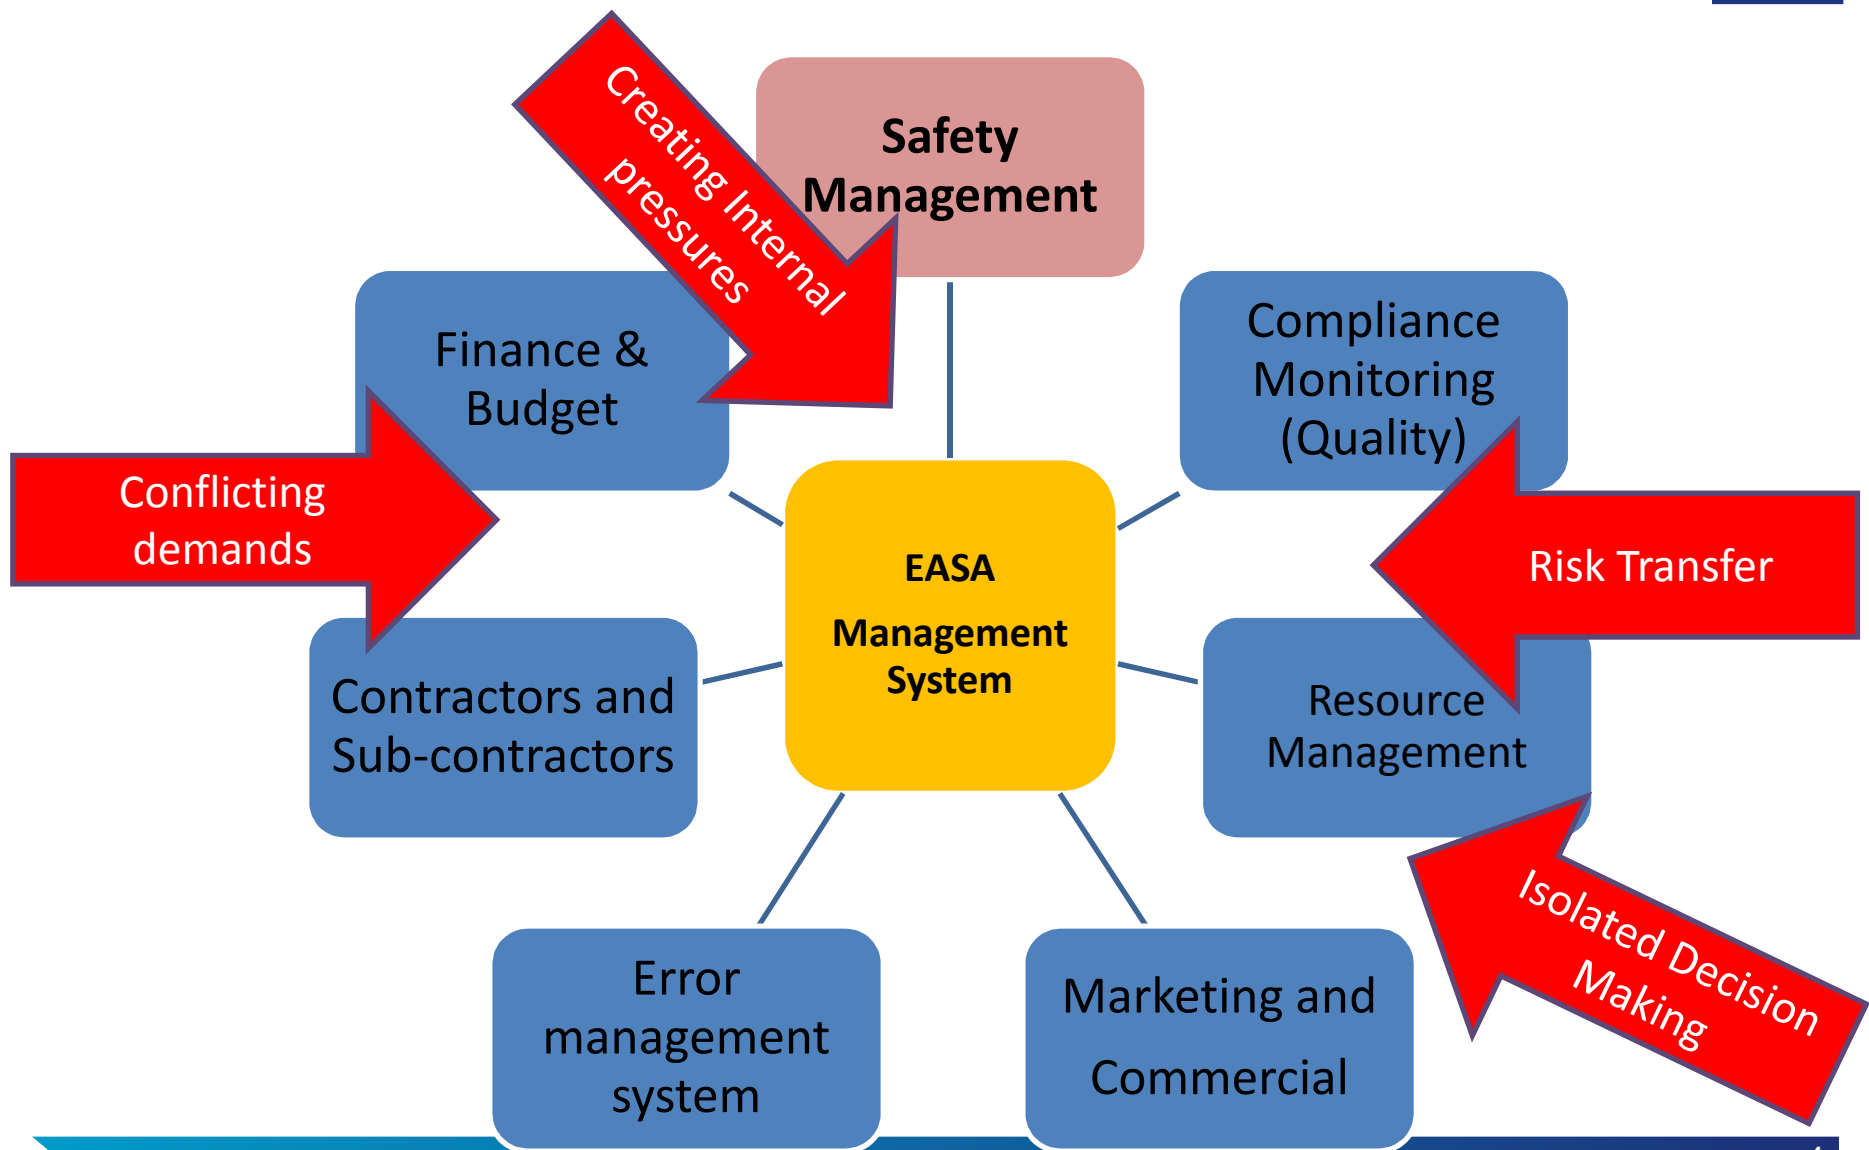 Creating Internal
pressures
Safety
Management
Finance &
Budget
Compliance
Monitoring
(Quality)
Conflicting
demands
EASA
Management
System
Risk Transfer
Contractors and
Sub-contractors
Resource
Management
Isolated Decision
Making
Error
management
system
Marketing and
Commercial